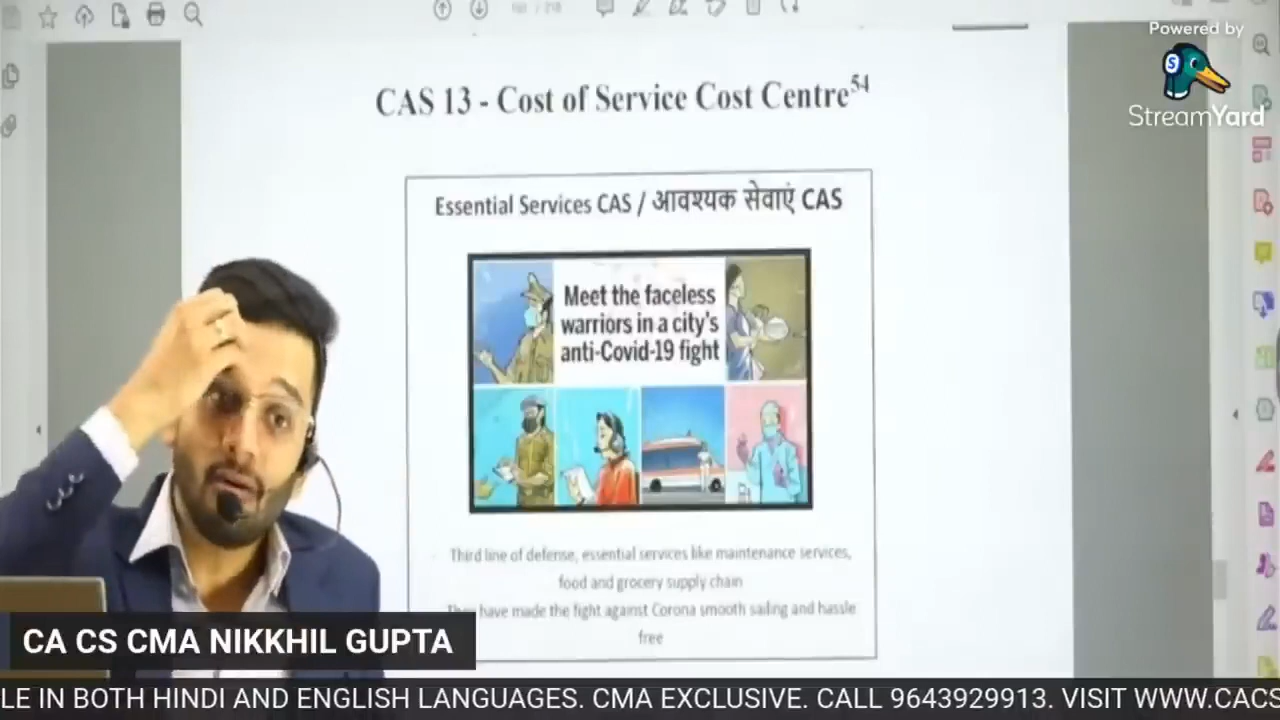 Powered by
StreamYard
CAS 13 - Cost of Service Cost Centre54
Essential Services CAS / आवश्यक सेवाएं CAS
Meet the faceless
warriors in a city's
anti-Covid-19 fight
Third line of defense, essential services like maintenance services,
food and grocery supply chain
have made the fight against Corona smooth sailing and hassle
free
CA CS CMA NIKKHIL GUPTA
LE IN BOTH HINDI AND ENGLISH LANGUAGES. CMA EXCLUSIVE. CALL 9643929913. VISIT WWW.CACS